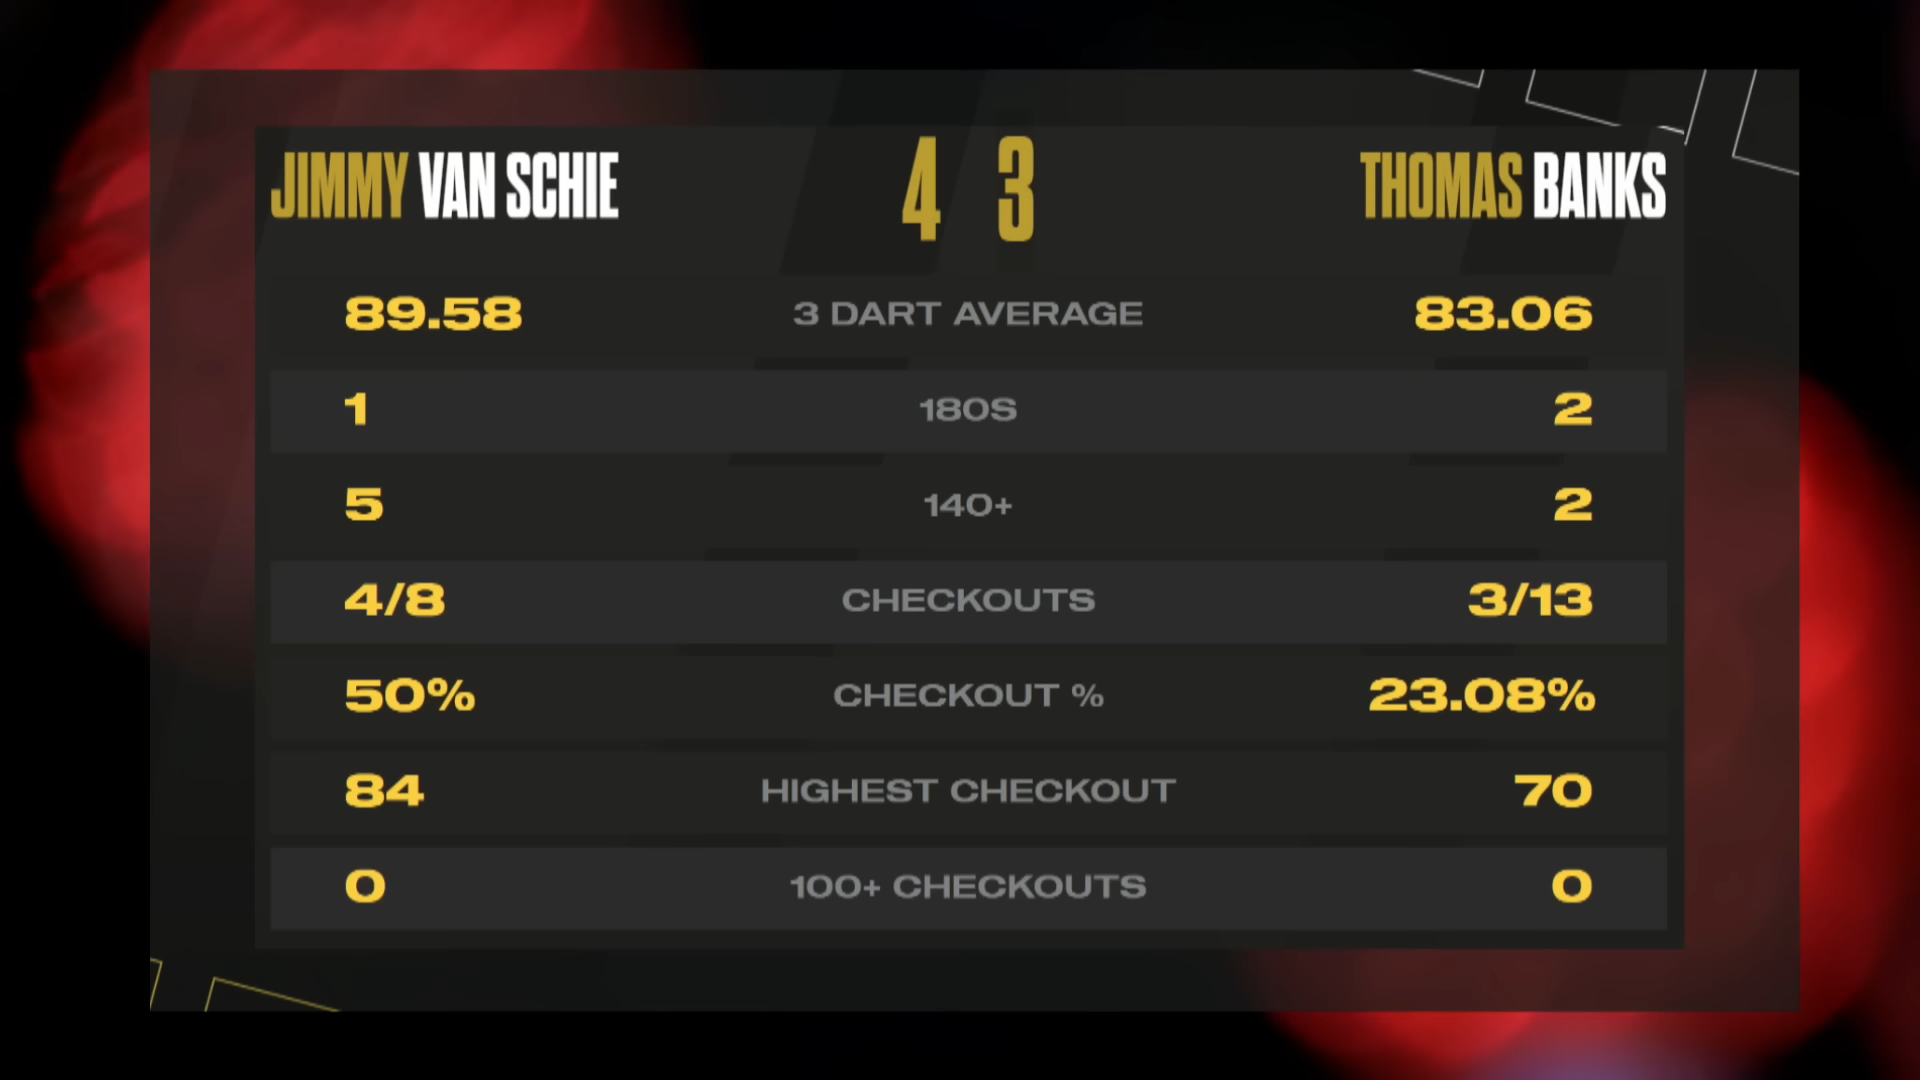 JIMMY VAN SCHIE 4 3 THOMAS BANKS
89.58 3 DART AVERAGE 83.06
1 180S 2
5 140+ 2
4/8 CHECKOUTS 3/13
50% CHECKOUT % 23.08%
84 HIGHEST CHECKOUT 70
0 100+ CHECKOUTS 0